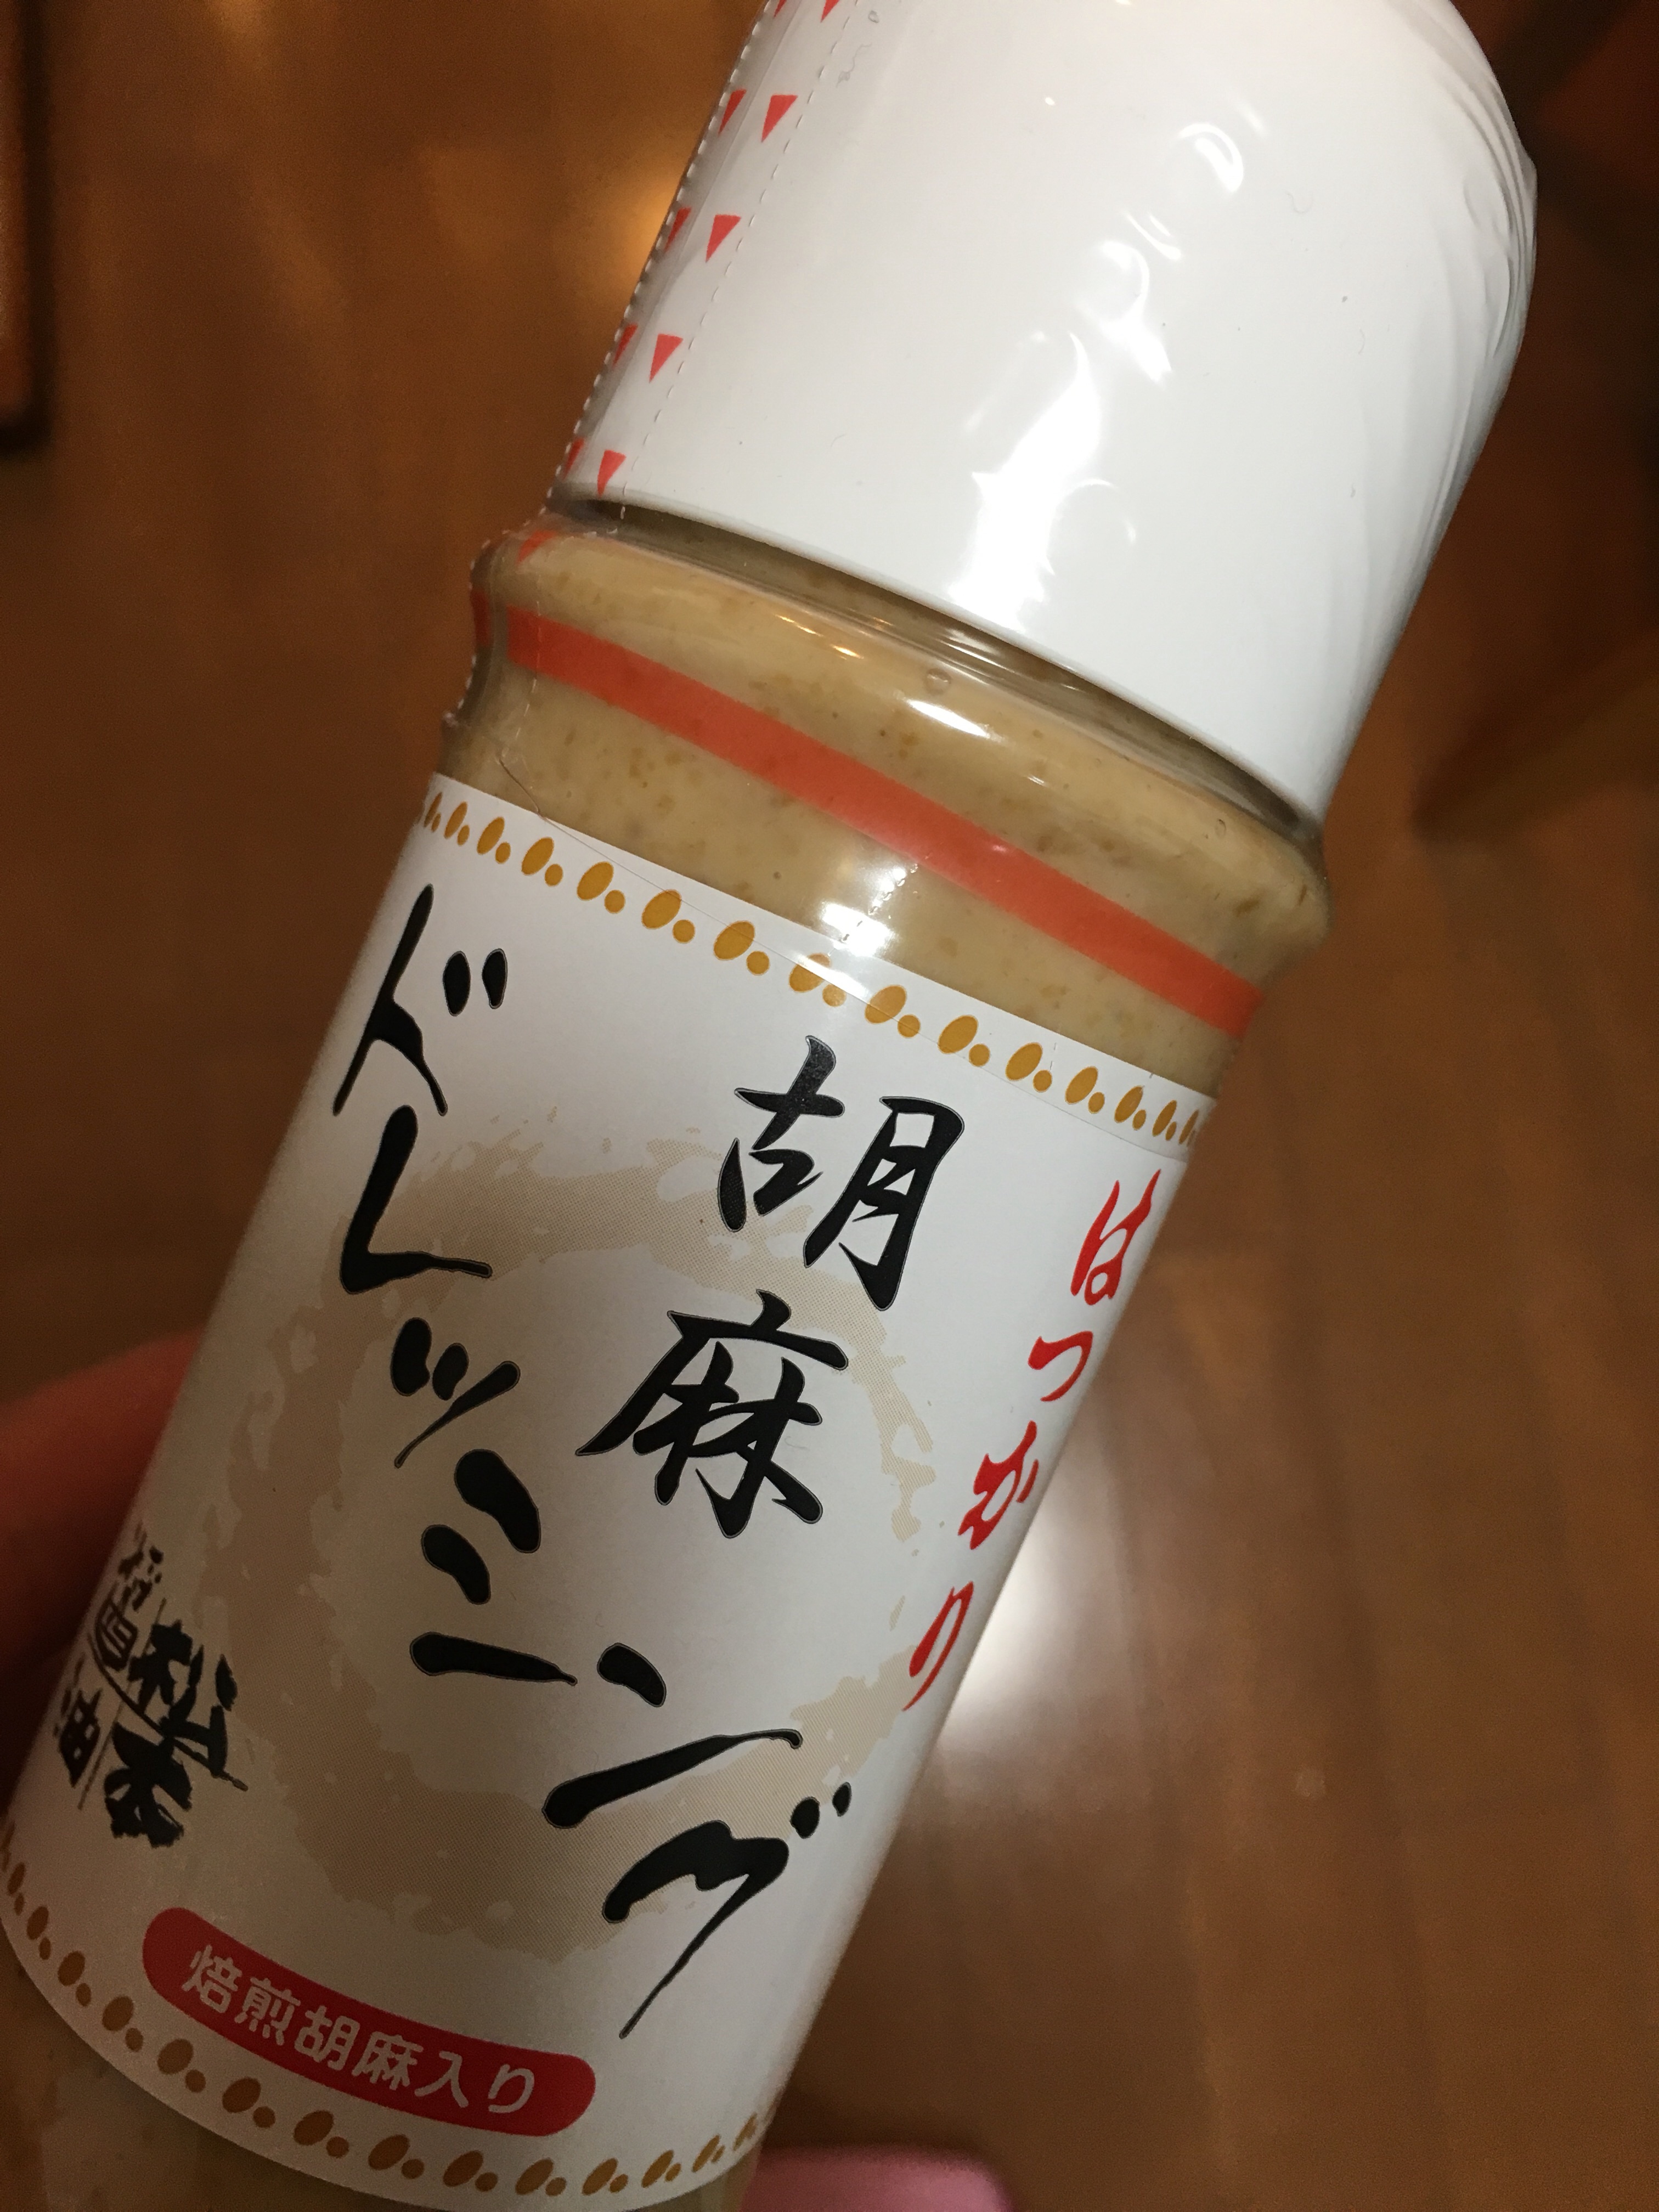 はつかり
胡麻
ドレッシング
焙煎胡麻入り